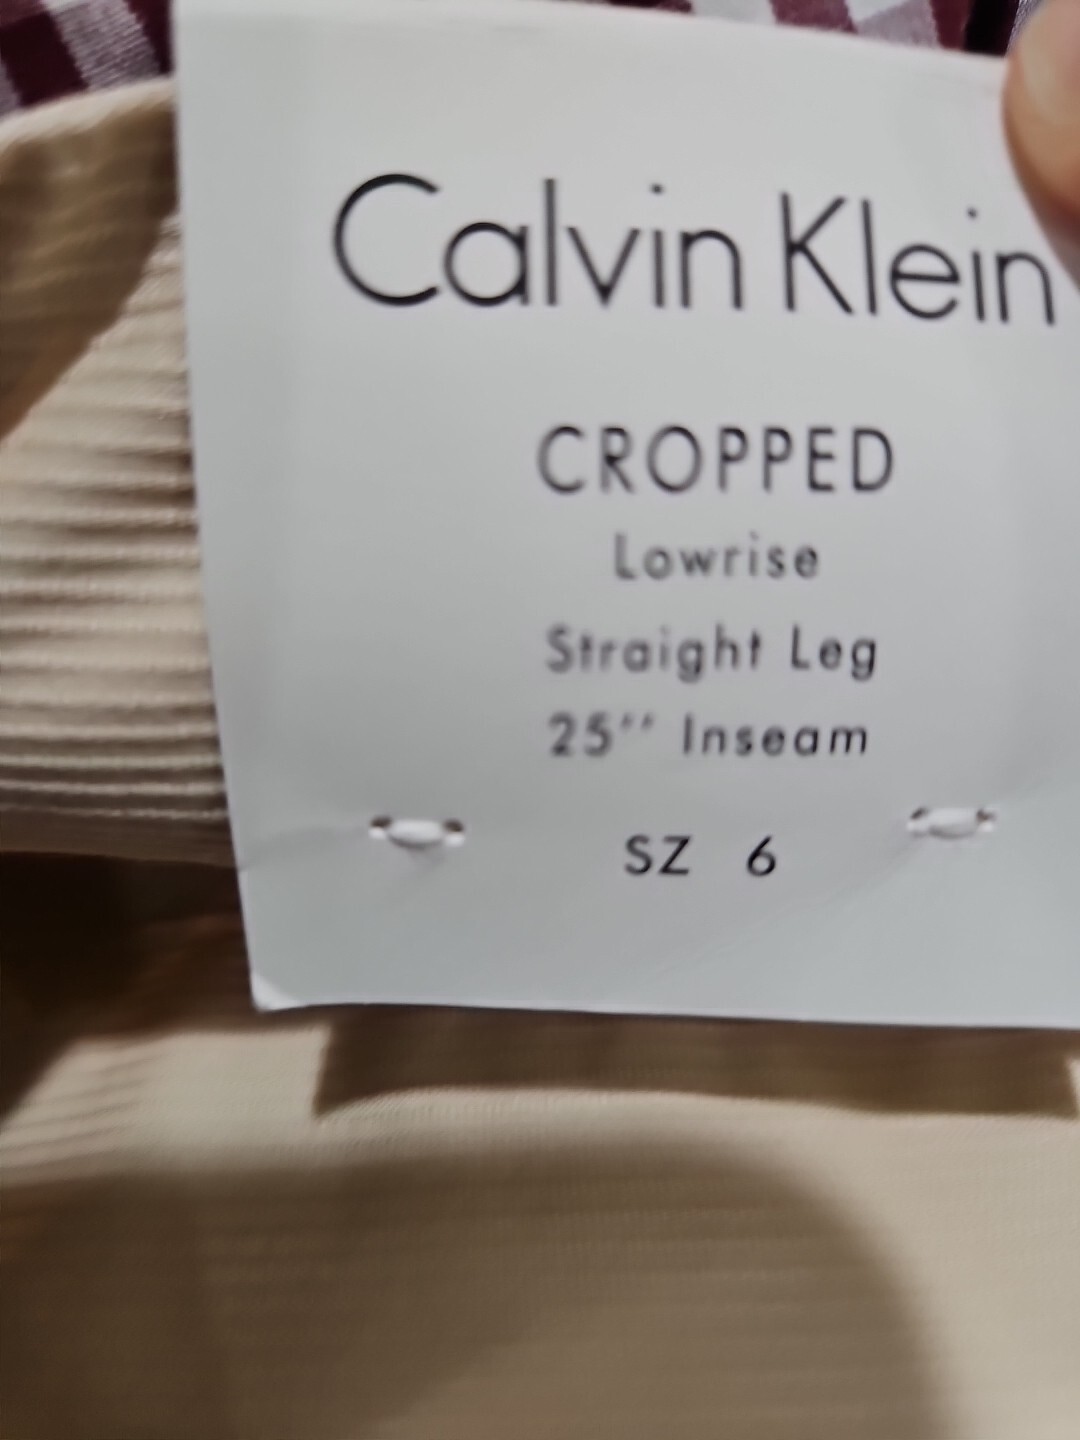 Calvin Klein
CROPPED
Lowrise
Straight Leg
25" Inseam
SZ 6